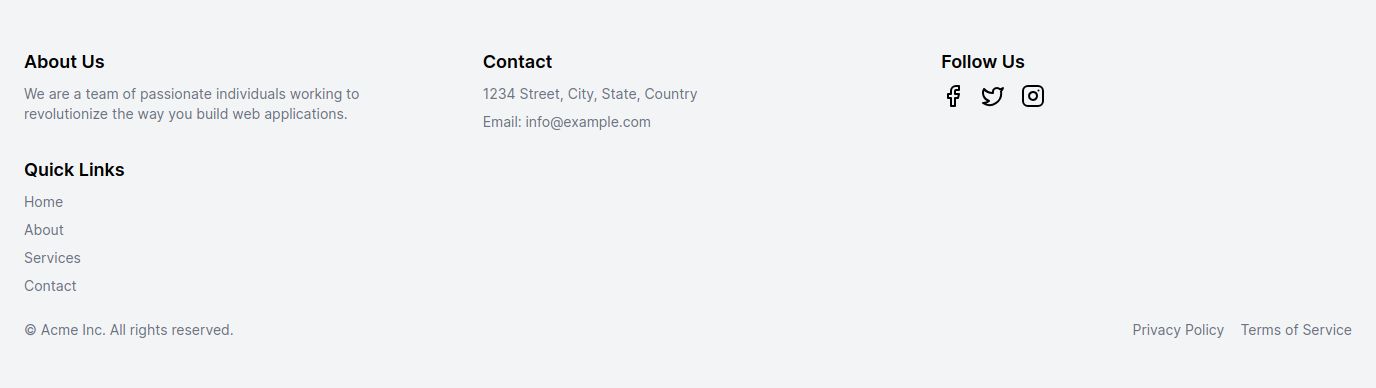 About Us
We are a team of passionate individuals working to
revolutionize the way you build web applications.
Contact
1234 Street, City, State, Country
Email: info@example.com
Follow Us
Quick Links
Home
About
Services
Contact
© Acme Inc. All rights reserved.
Privacy Policy
Terms of Service